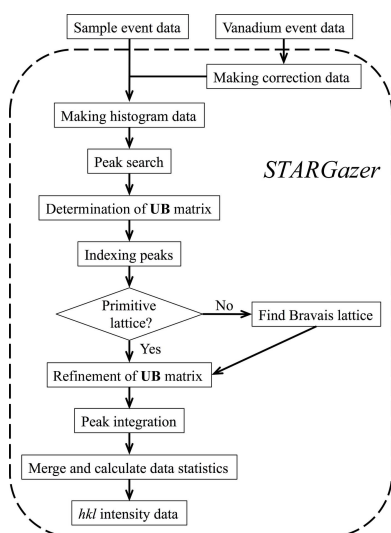 Sample event data
Vanadium event data
Making correction data
Making histogram data
Peak search
STARGazer
Determination of UB matrix
Indexing peaks
Primitive
lattice?
No
Find Bravais lattice
Yes
Refinement of UB matrix
Peak integration
Merge and calculate data statistics
hkl intensity data